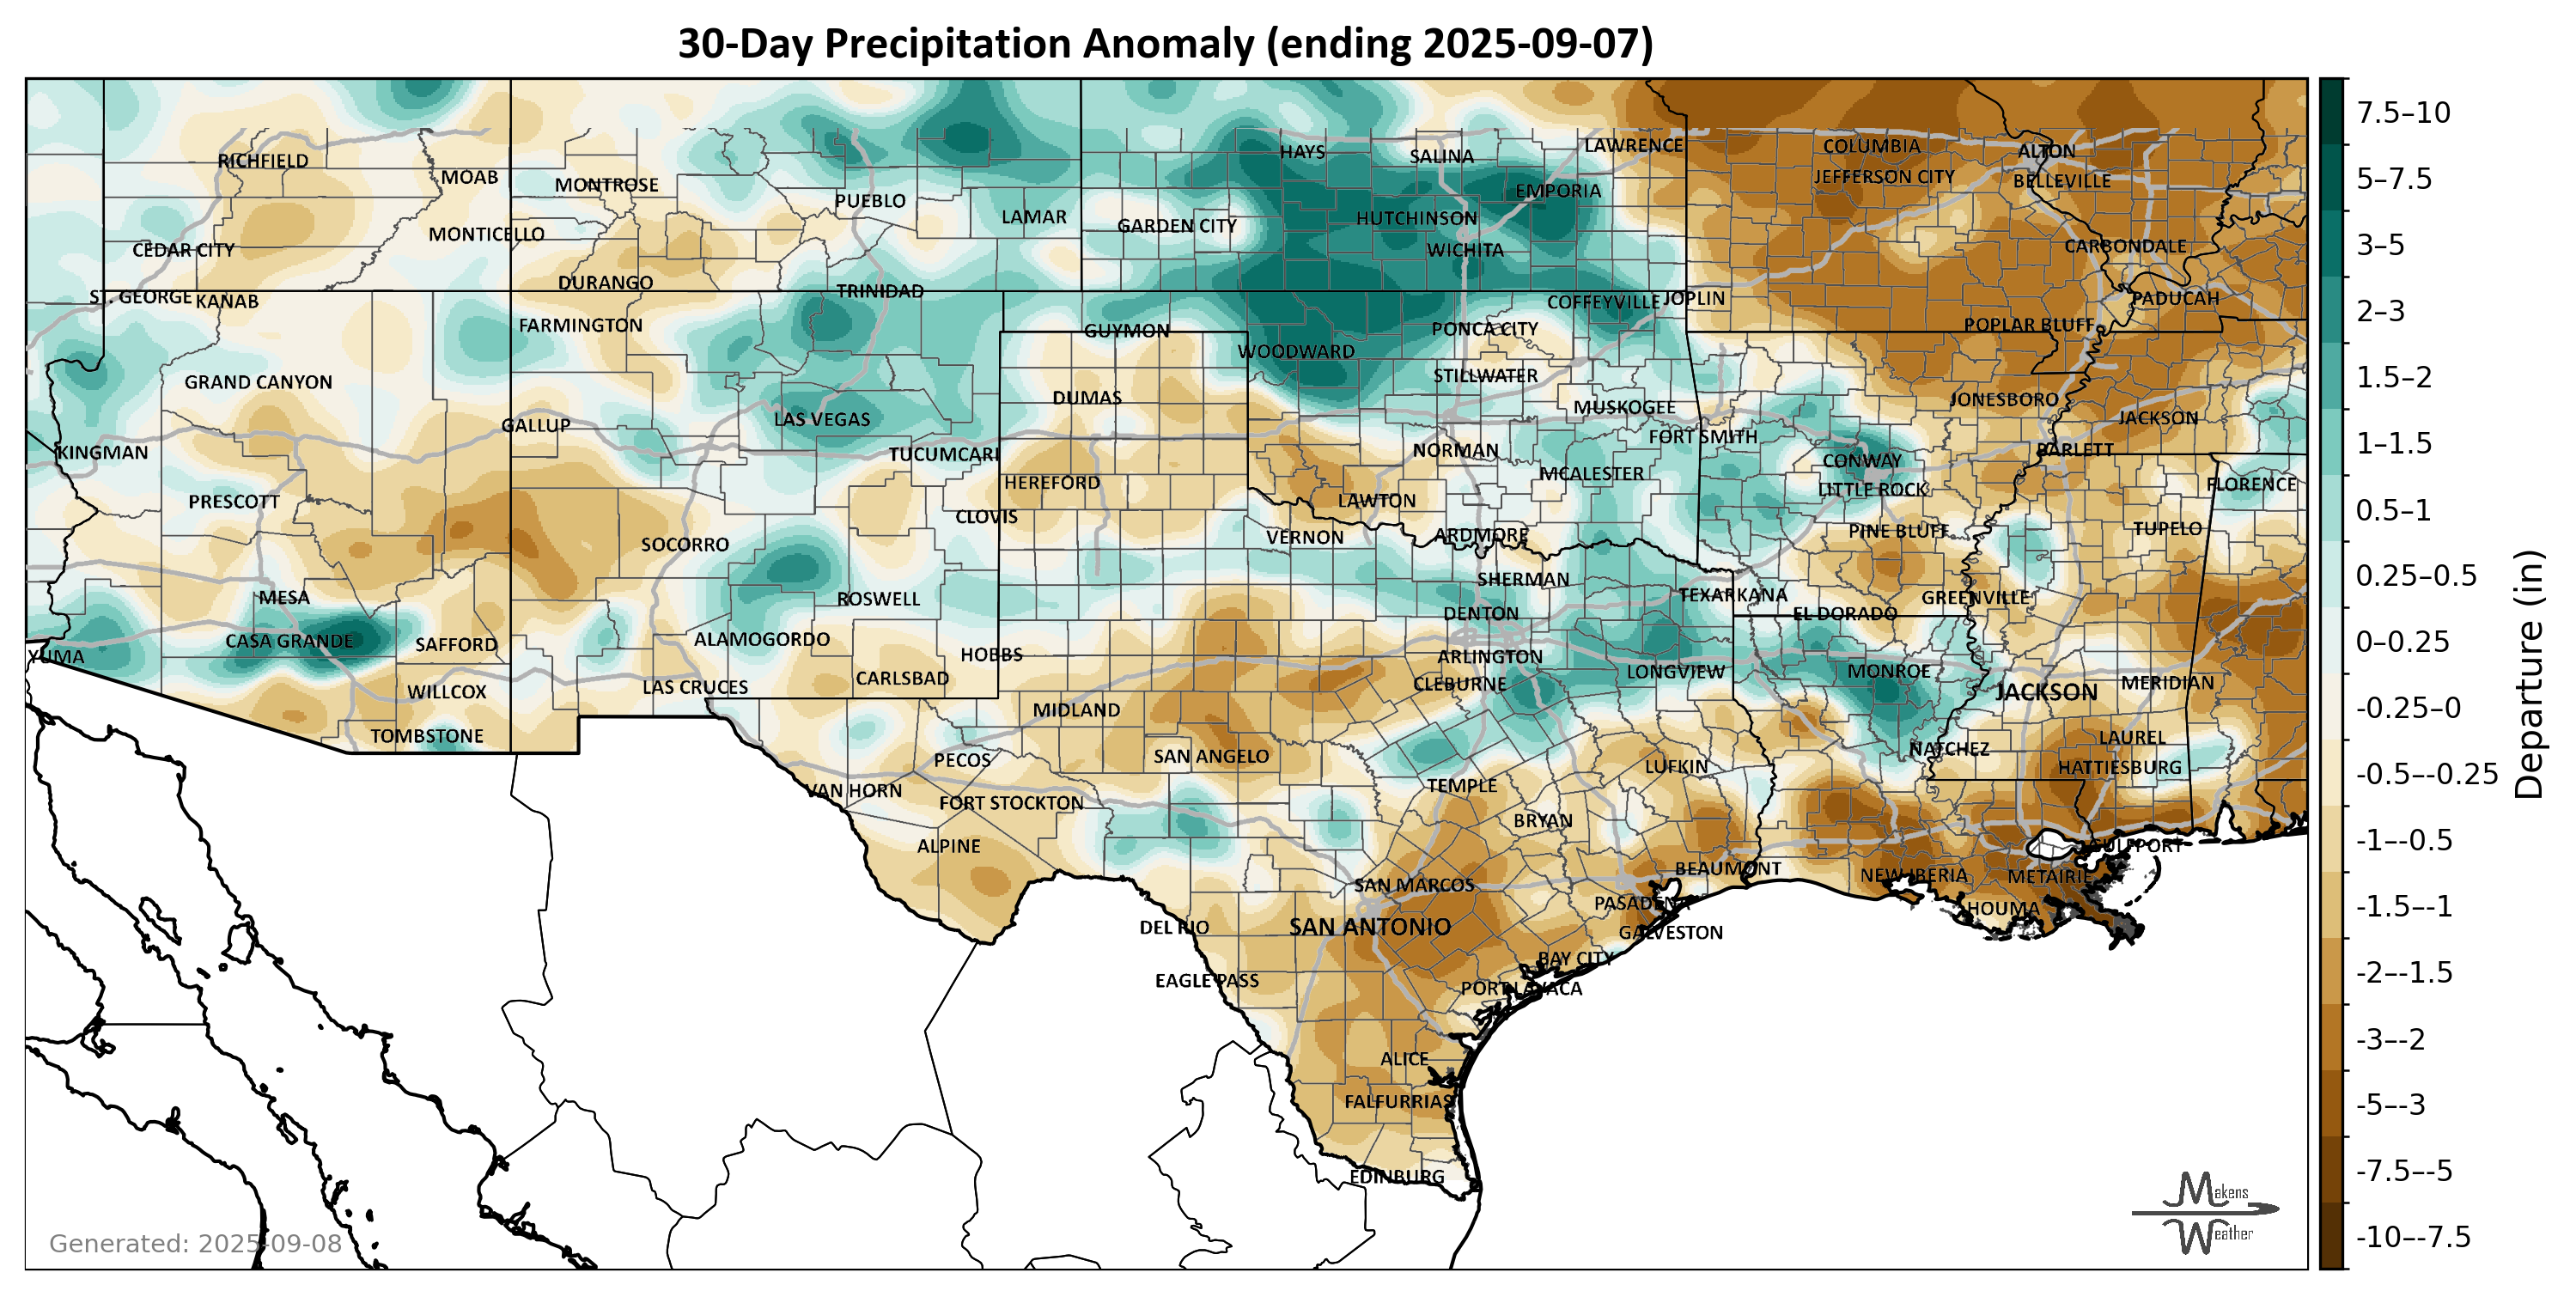 30-Day Precipitation Anomaly (ending 2025-09-07)
RICHFIELD
MOAB
MONTROSE
PUEBLO
LAMAR
HAYS
SALINA
LAWRENCE
COLUMBIA
ALTON
JEFFERSON CITY
BELLEVILLE
EMPORIA
GARDEN CITY
HUTCHINSON
WICHITA
CEDAR CITY
MONTICELLO
CARBONDALE
DURANGO
TRINIDAD
ST. GEORGE
KANAB
COFFEYVILLE
JOPLIN
PADUCAH
FARMINGTON
GUYMON
PONCA CITY
POPLAR BLUFF
WOODWARD
GRAND CANYON
STILLWATER
DUMAS
MUSKOGEE
JONESBORO
JACKSON
GALLUP
LAS VEGAS
FORT SMITH
KINGMAN
TUCUMCARI
NORMAN
BARLETT
CONWAY
MCALESTER
HEREFORD
LITTLE ROCK
FLORENCE
PRESCOTT
LAWTON
CLOVIS
SOCORRO
VERNON
ARDMORE
PINE BLUFF
TUPELO
SHERMAN
MESA
ROSWELL
TEXARKANA
GREENVILLE
DENTON
EL DORADO
CASA GRANDE
SAFFORD
ALAMOGORDO
YUMA
HOBBS
ARLINGTON
LONGVIEW
MONROE
CARLSBAD
CLEBURNE
LAS CRUCES
WILLCOX
JACKSON
MERIDIAN
MIDLAND
TOMBSTONE
SAN ANGELO
NATCHEZ
LAUREL
PECOS
LUFKIN
HATTIESBURG
VAN HORN
FORT STOCKTON
TEMPLE
BRYAN
ALPINE
GULFPORT
BEAUMONT
NEW IBERIA
METAIRIE
SAN MARCOS
PASADENA
HOUMA
DEL RIO
SAN ANTONIO
GALVESTON
BAY CITY
EAGLE PASS
PORT LAVACA
ALICE
FALFURRIAS
EDINBURG
Generated: 2025-09-08
Makens
Weather
7.5–10
5–7.5
3–5
2–3
1.5–2
1–1.5
0.5–1
0.25–0.5
0–0.25
-0.25–0
-0.5–-0.25
-1–-0.5
-1.5–-1
-2–-1.5
-3–-2
-5–-3
-7.5–-5
-10–-7.5
Departure (in)